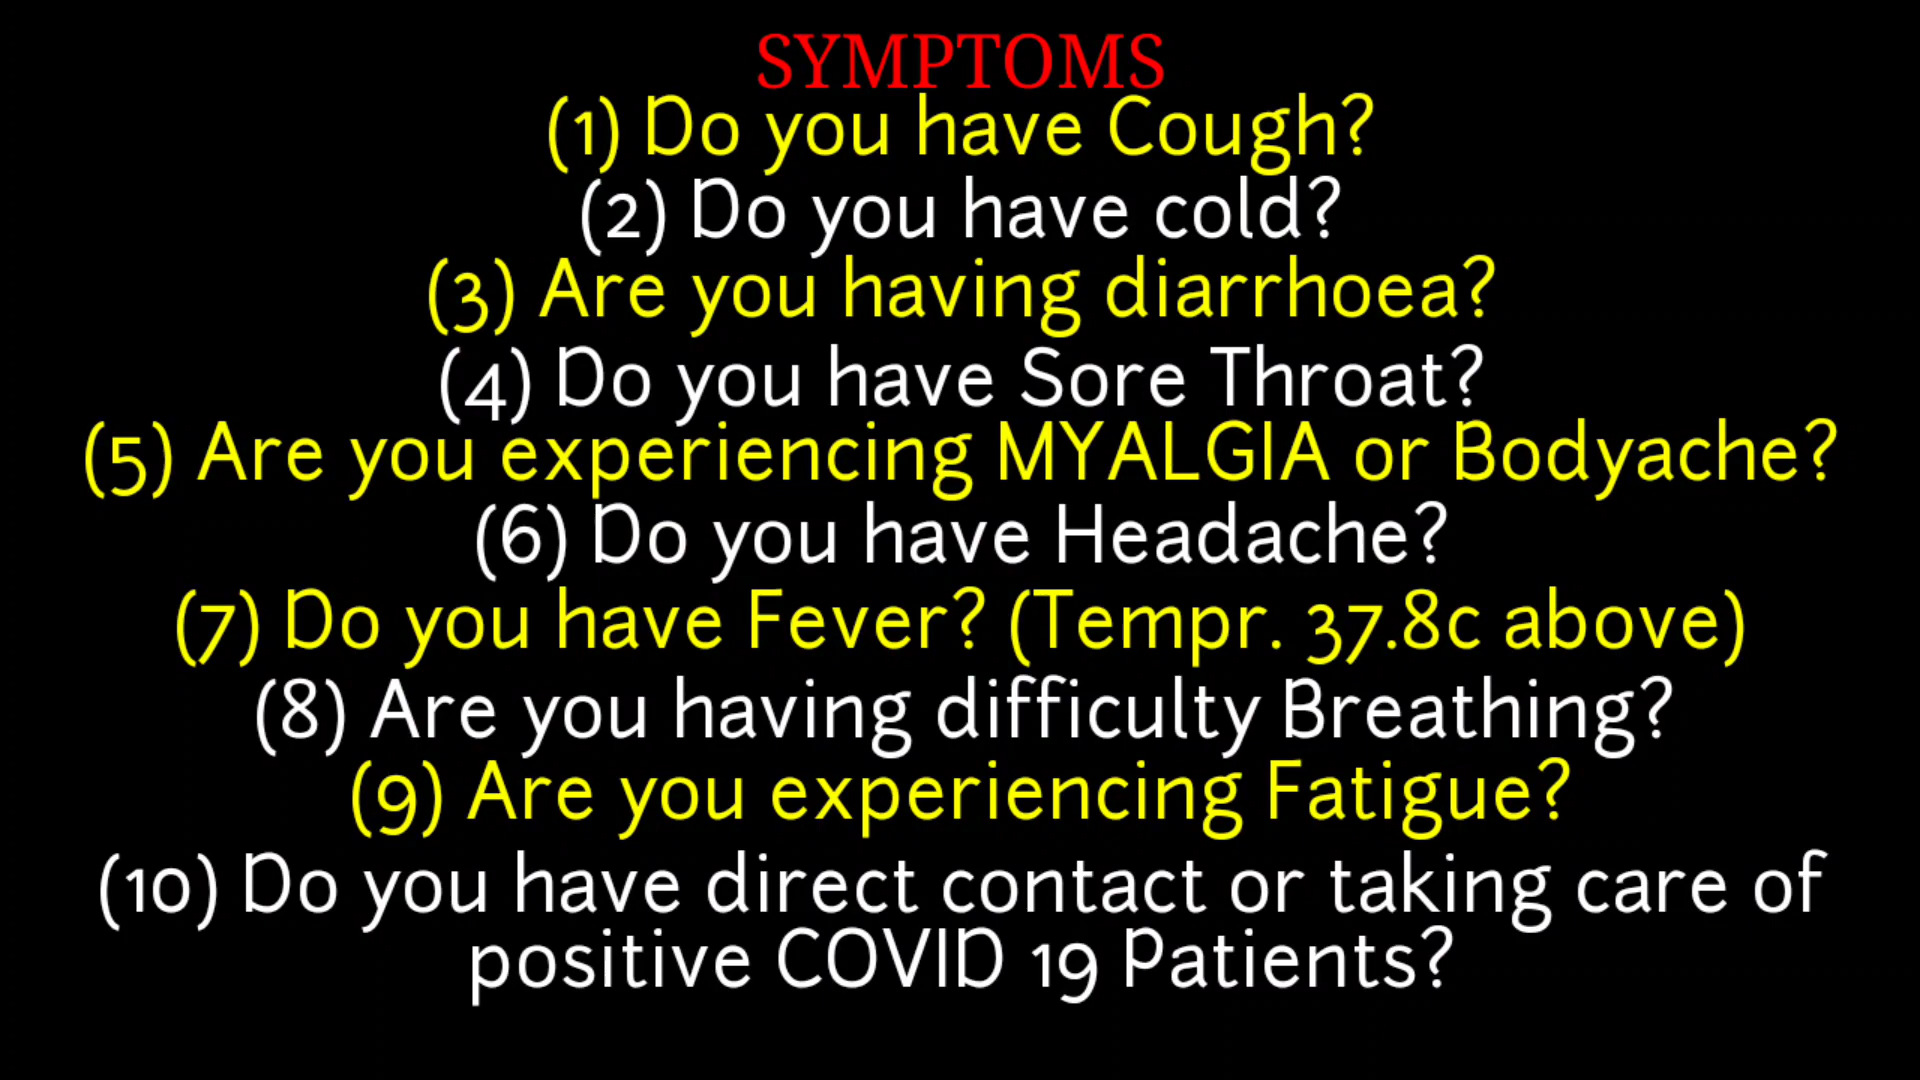 SYMPTOMS
(1) Do you have Cough?
(2) Do you have cold?
(3) Are you having diarrhoea?
(4) Do you have Sore Throat?
(5) Are you experiencing MYALGIA or Bodyache?
(6) Do you have Headache?
(7) Do you have Fever? (Tempr. 37.8c above)
(8) Are you having difficulty Breathing?
(9) Are you experiencing Fatigue?
(10) Do you have direct contact or taking care of
positive COVID 19 Patients?